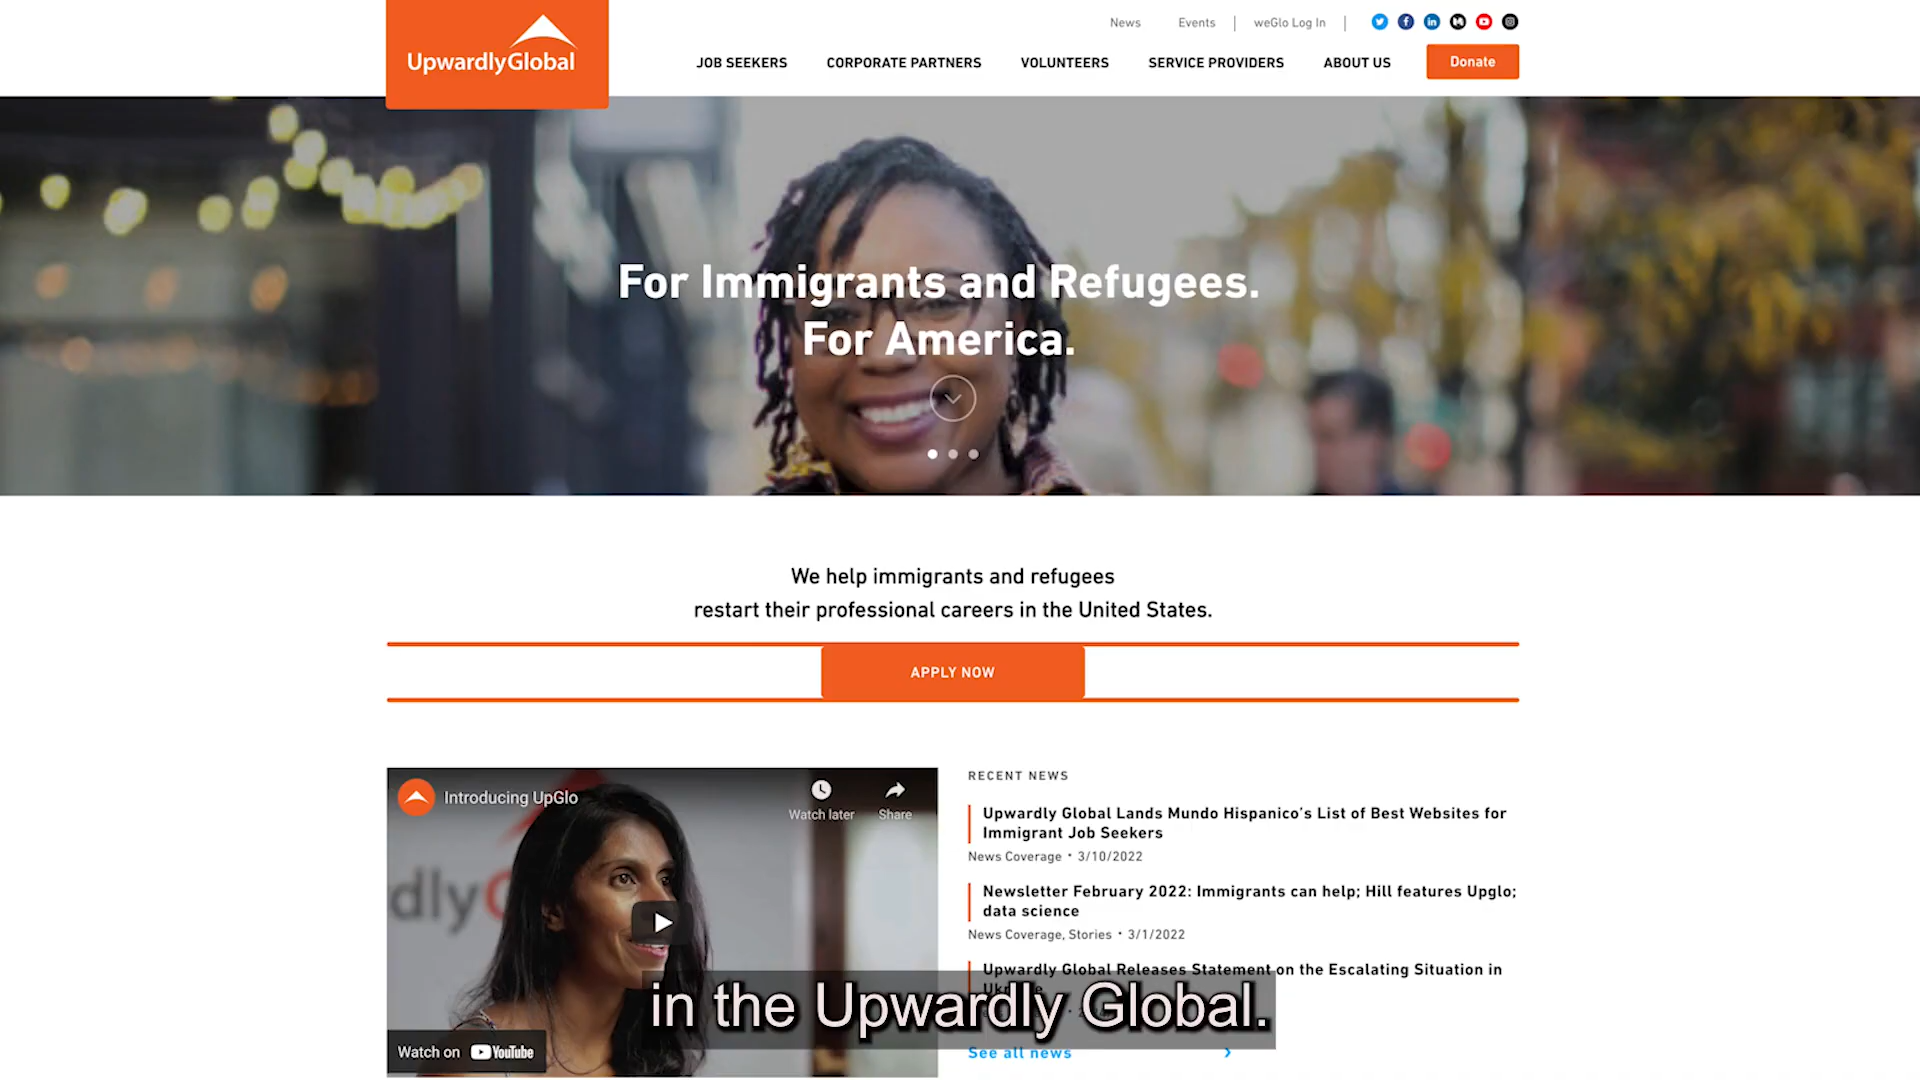 News
Events
weGlo Log In
UpwardlyGlobal
JOB SEEKERS
CORPORATE PARTNERS
VOLUNTEERS
SERVICE PROVIDERS
ABOUT US
Donate
For Immigrants and Refugees.
For America.
We help immigrants and refugees
restart their professional careers in the United States.
APPLY NOW
Introducing UpGlo
Watch later
Share
dlyG
Watch on YouTube
RECENT NEWS
Upwardly Global Lands Mundo Hispanico's List of Best Websites for
Immigrant Job Seekers
News Coverage • 3/10/2022
Newsletter February 2022: Immigrants can help; Hill features Upglo;
data science
News Coverage, Stories • 3/1/2022
Upwardly Global Releases Statement on the Escalating Situation in
in the Upwardly Global.
See all news